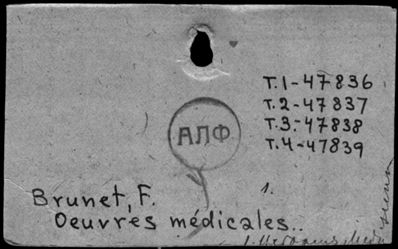 Т.1-47836
Т.2-47837
Т.3-47838
Т.4-47839
АЛФ
1.
Brunet, F.
Oeuvres médicales..